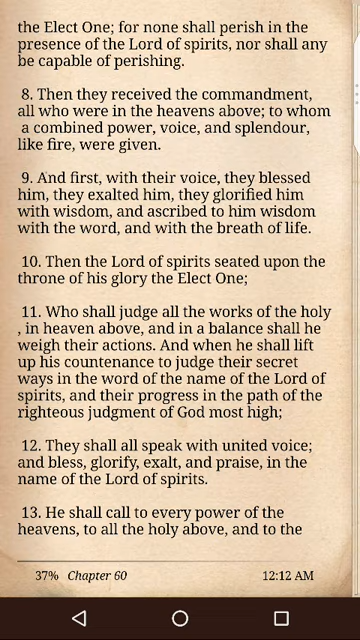 the Elect One; for none shall perish in the
presence of the Lord of spirits, nor shall any
be capable of perishing.
8. Then they received the commandment,
all who were in the heavens above; to whom
a combined power, voice, and splendour,
like fire, were given.
9. And first, with their voice, they blessed
him, they exalted him, they glorified him
with wisdom, and ascribed to him wisdom
with the word, and with the breath of life.
10. Then the Lord of spirits seated upon the
throne of his glory the Elect One;
11. Who shall judge all the works of the holy
, in heaven above, and in a balance shall he
weigh their actions. And when he shall lift
up his countenance to judge their secret
ways in the word of the name of the Lord of
spirits, and their progress in the path of the
righteous judgment of God most high;
12. They shall all speak with united voice;
and bless, glorify, exalt, and praise, in the
name of the Lord of spirits.
13. He shall call to every power of the
heavens, to all the holy above, and to the
37% Chapter 60 12:12 AM